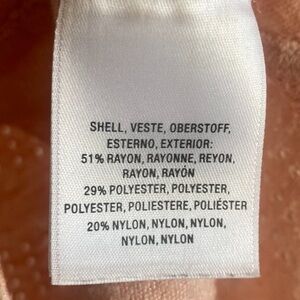 SHELL, VESTE, OBERSTOFF,
ESTERNO, EXTERIOR:
51% RAYON, RAYONNE, REYON,
RAYON, RAYÓN
29% POLYESTER, POLYESTER,
POLYESTER, POLIESTERE, POLIÉSTER
20% NYLON, NYLON, NYLON,
NYLON, NYLON